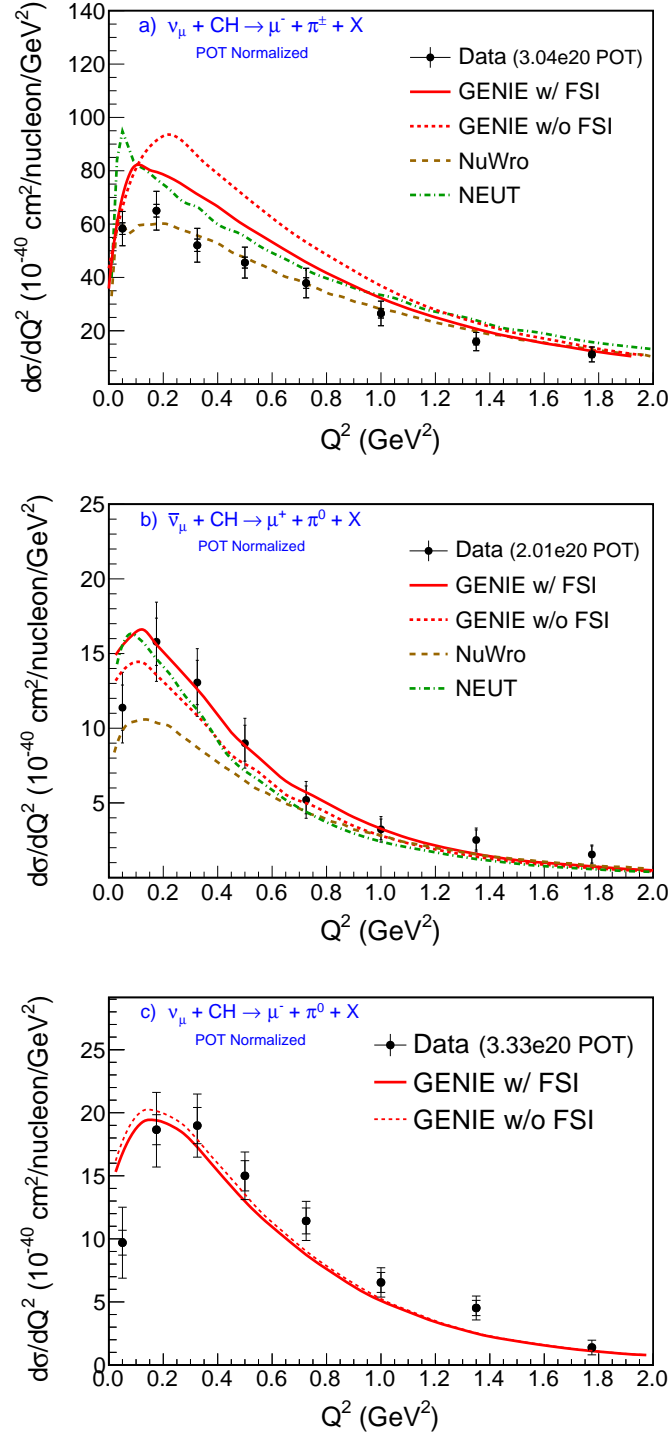 a) νμ + CH → μ- + π± + X
POT Normalized
Data (3.04e20 POT)
GENIE w/ FSI
GENIE w/o FSI
NuWro
NEUT
140
120
100
80
60
40
20
0
0.0 0.2 0.4 0.6 0.8 1.0 1.2 1.4 1.6 1.8 2.0
dσ/dQ² (10⁻⁴⁰ cm²/nucleon/GeV²)
Q² (GeV²)
b) ν̅μ + CH → μ+ + π0 + X
POT Normalized
Data (2.01e20 POT)
GENIE w/ FSI
GENIE w/o FSI
NuWro
NEUT
25
20
15
10
5
0.0 0.2 0.4 0.6 0.8 1.0 1.2 1.4 1.6 1.8 2.0
dσ/dQ² (10⁻⁴⁰ cm²/nucleon/GeV²)
Q² (GeV²)
c) νμ + CH → μ- + π0 + X
POT Normalized
Data (3.33e20 POT)
GENIE w/ FSI
GENIE w/o FSI
25
20
15
10
5
0
0.0 0.2 0.4 0.6 0.8 1.0 1.2 1.4 1.6 1.8 2.0
dσ/dQ² (10⁻⁴⁰ cm²/nucleon/GeV²)
Q² (GeV²)